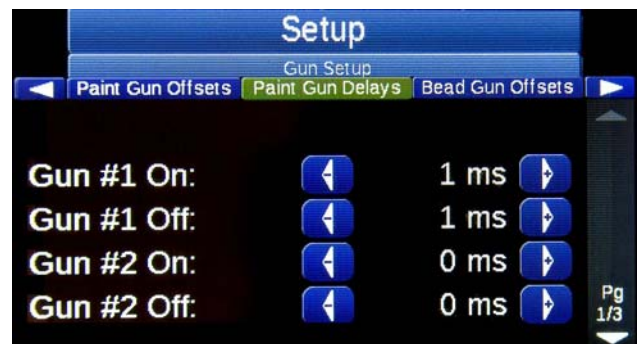 Setup
Gun Setup
Paint Gun Offsets Paint Gun Delays Bead Gun Offsets
Gun #1 On: - 1 ms +
Gun #1 Off: - 1 ms +
Gun #2 On: - 0 ms +
Gun #2 Off: - 0 ms +
Pg
1/3